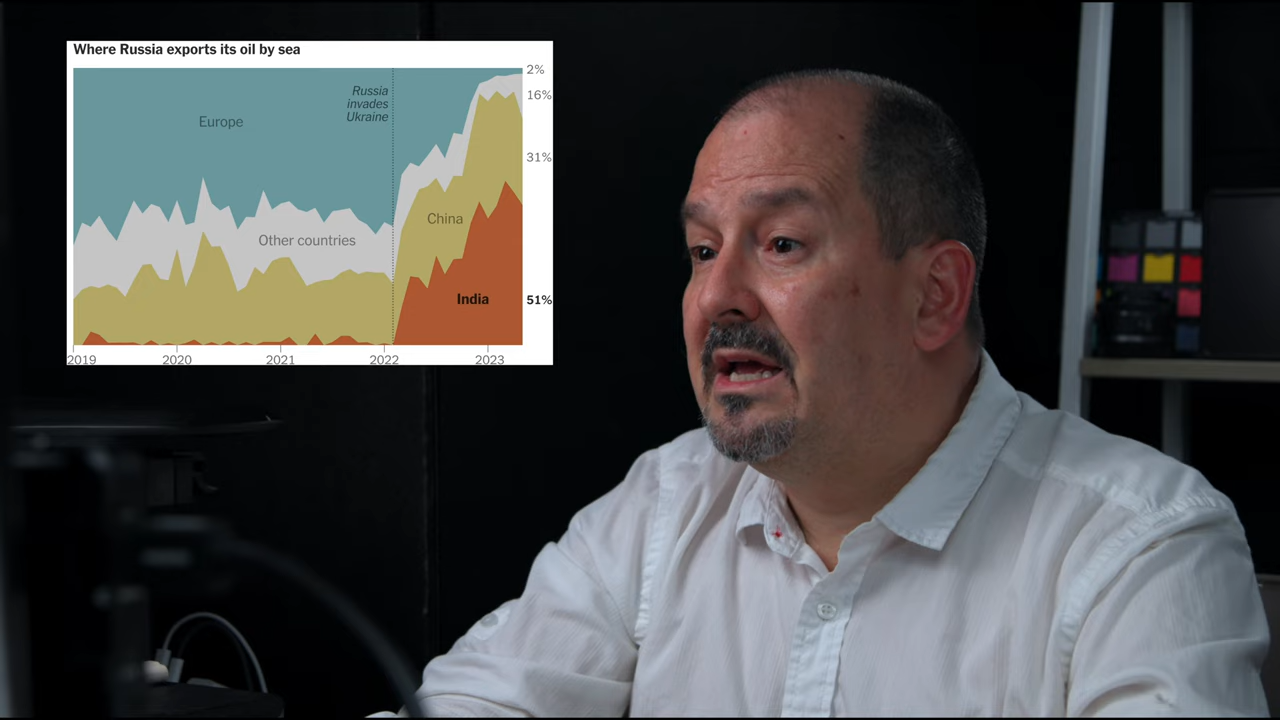 Where Russia exports its oil by sea
2%
Russia
invades
Ukraine
16%
Europe
31%
China
Other countries
India
51%
2019
2020
2021
2022
2023